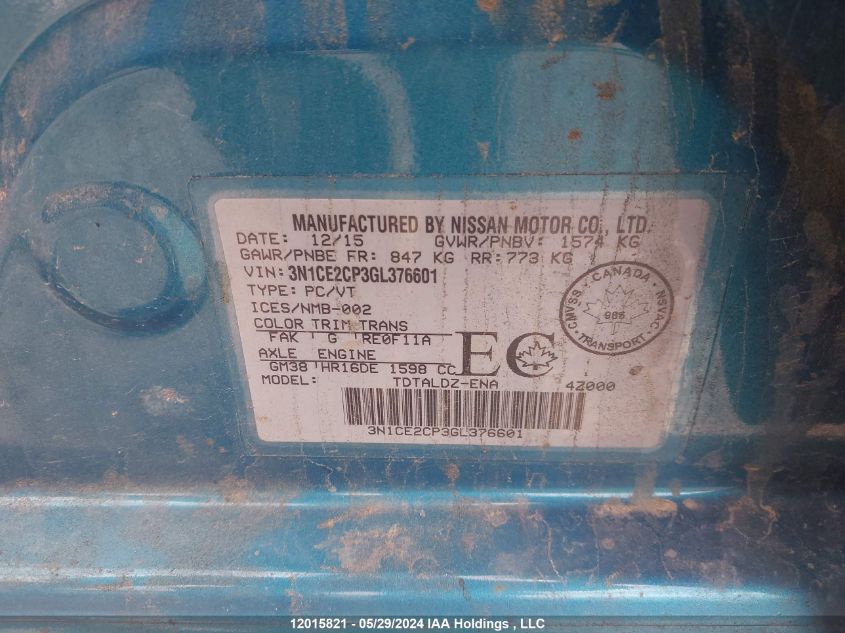 MANUFACTURED BY NISSAN MOTOR CO., LTD.
DATE: 12/15 GVWR/PNBV: 1574 KG
GAWR/PNBE FR: 847 KG RR: 773 KG
VIN: 3N1CE2CP3GL376601
TYPE: PC/VT
ICES/NMB-002
COLOR TRIM TRANS
FAK G RE0F11A
AXLE ENGINE
GM38 HR16DE 1598 CC
MODEL: TDTALDZ-ENA 4Z000
3N1CE2CP3GL376601
EC
CANADA
CMVSS NSVAC
TRANSPORT
12015821 - 05/29/2024 IAA Holdings , LLC